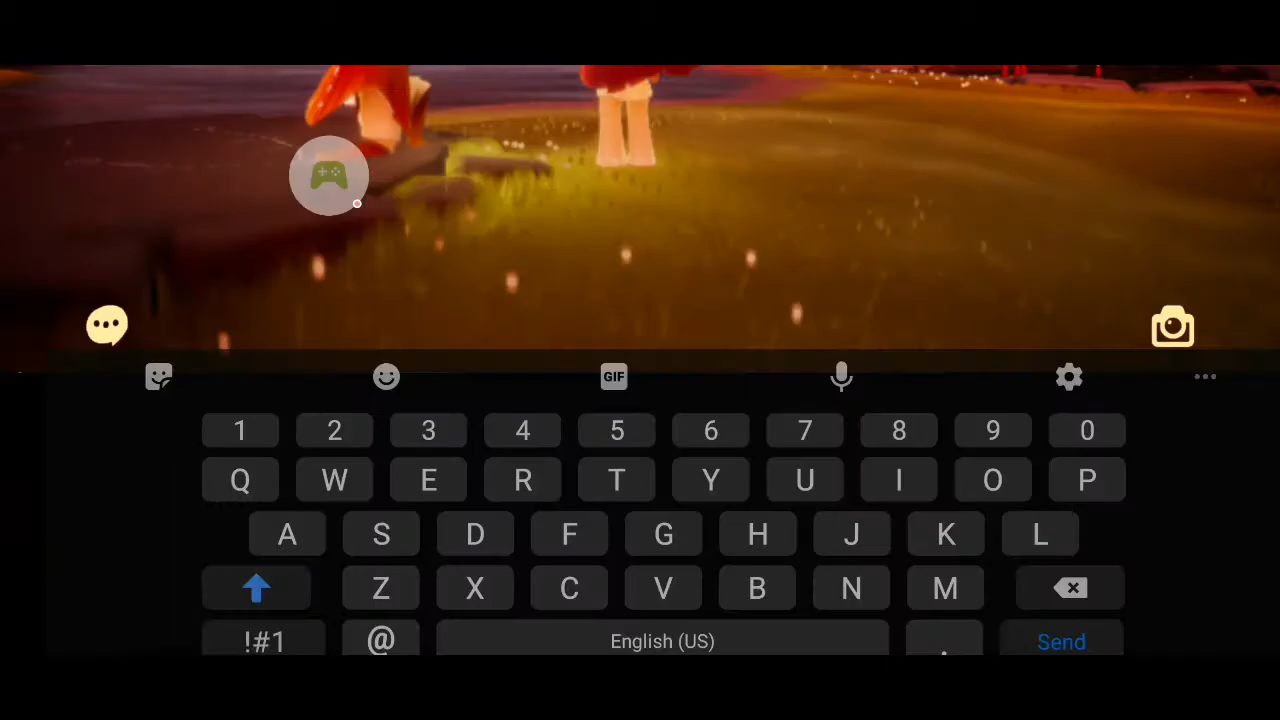 GIF
1 2 3 4 5 6 7 8 9 0
Q W E R T Y U I O P
A S D F G H J K L
Z X C V B N M
!#1 @ English (US) . Send